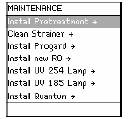 MAINTENANCE
Install Pretreatment →
Clean Strainer →
Install Progard →
Install new RO →
Install UV 254 Lamp →
Install UV 185 Lamp →
Install Quantum →